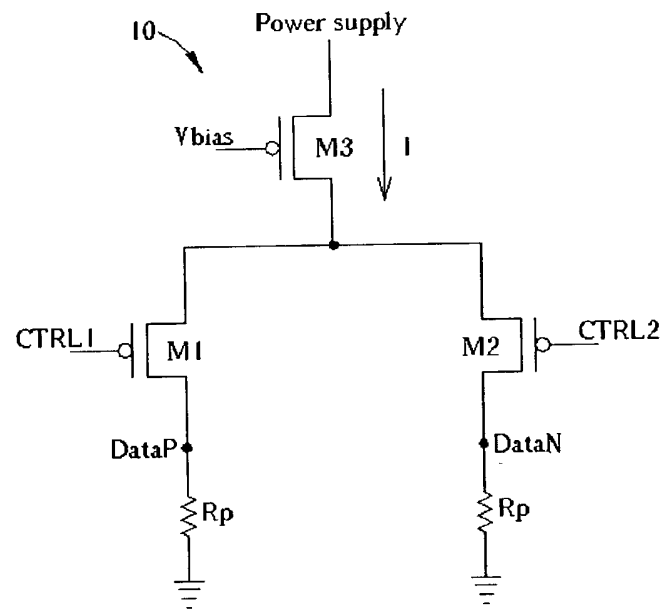 10
Power supply
Vbias
M3
I
CTRL1
M1
M2
CTRL2
DataP
DataN
Rp
Rp